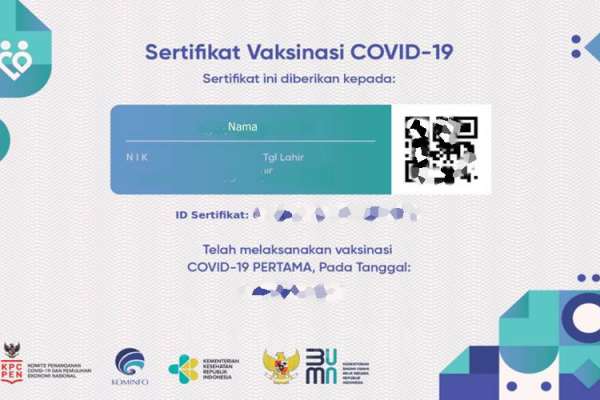 Sertifikat Vaksinasi COVID-19
Sertifikat ini diberikan kepada:
Nama
NIK
Tgl Lahir
ID Sertifikat:
Telah melaksanakan vaksinasi
COVID-19 PERTAMA, Pada Tanggal:
KPC
PEN
KOMITE PENANGANAN
COVID-19 DAN PEMULIHAN
EKONOMI NASIONAL
KOMINFO
KEMENTERIAN
KESEHATAN
REPUBLIK
INDONESIA
BUMN
KEMENTERIAN
BADAN USAHA
MILIK NEGARA
REPUBLIK
INDONESIA